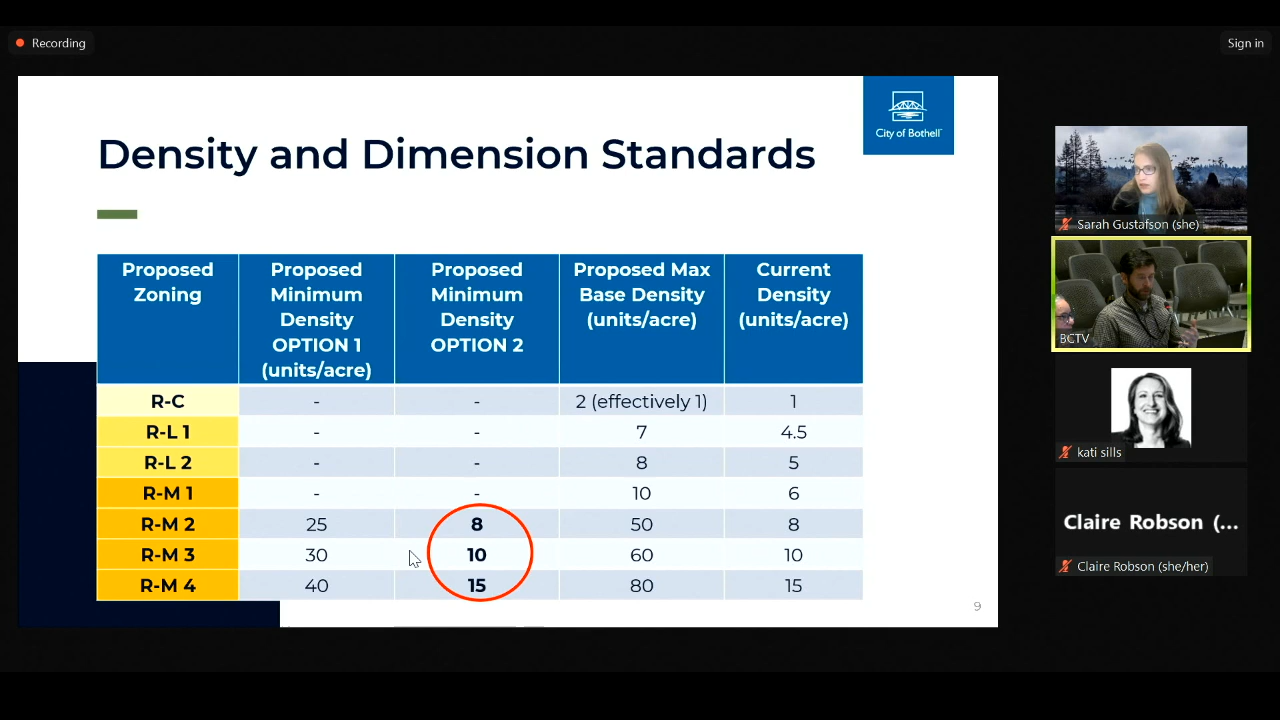 Recording
Sign in
City of Bothell
Density and Dimension Standards
Proposed Zoning
Proposed Minimum Density OPTION 1 (units/acre)
Proposed Minimum Density OPTION 2
Proposed Max Base Density (units/acre)
Current Density (units/acre)
R-C - - 2 (effectively 1) 1
R-L 1 - - 7 4.5
R-L 2 - - 8 5
R-M 1 - - 10 6
R-M 2 25 8 50 8
R-M 3 30 10 60 10
R-M 4 40 15 80 15
9
Sarah Gustafson (she)
BCTV
kati sills
Claire Robson (...
Claire Robson (she/her)